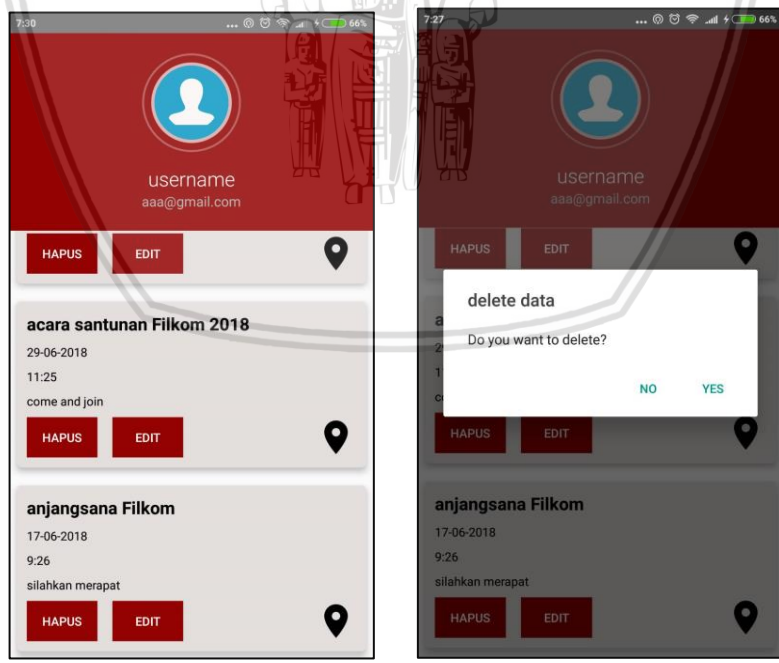 7:30 ... 66%
username
aaa@gmail.com
HAPUS EDIT
acara santunan Filkom 2018
29-06-2018
11:25
come and join
HAPUS EDIT
anjangsana Filkom
17-06-2018
9:26
silahkan merapat
HAPUS EDIT
7:27 ... 66%
username
aaa@gmail.com
HAPUS EDIT
delete data
Do you want to delete?
NO YES
HAPUS EDIT
anjangsana Filkom
17-06-2018
9:26
silahkan merapat
HAPUS EDIT